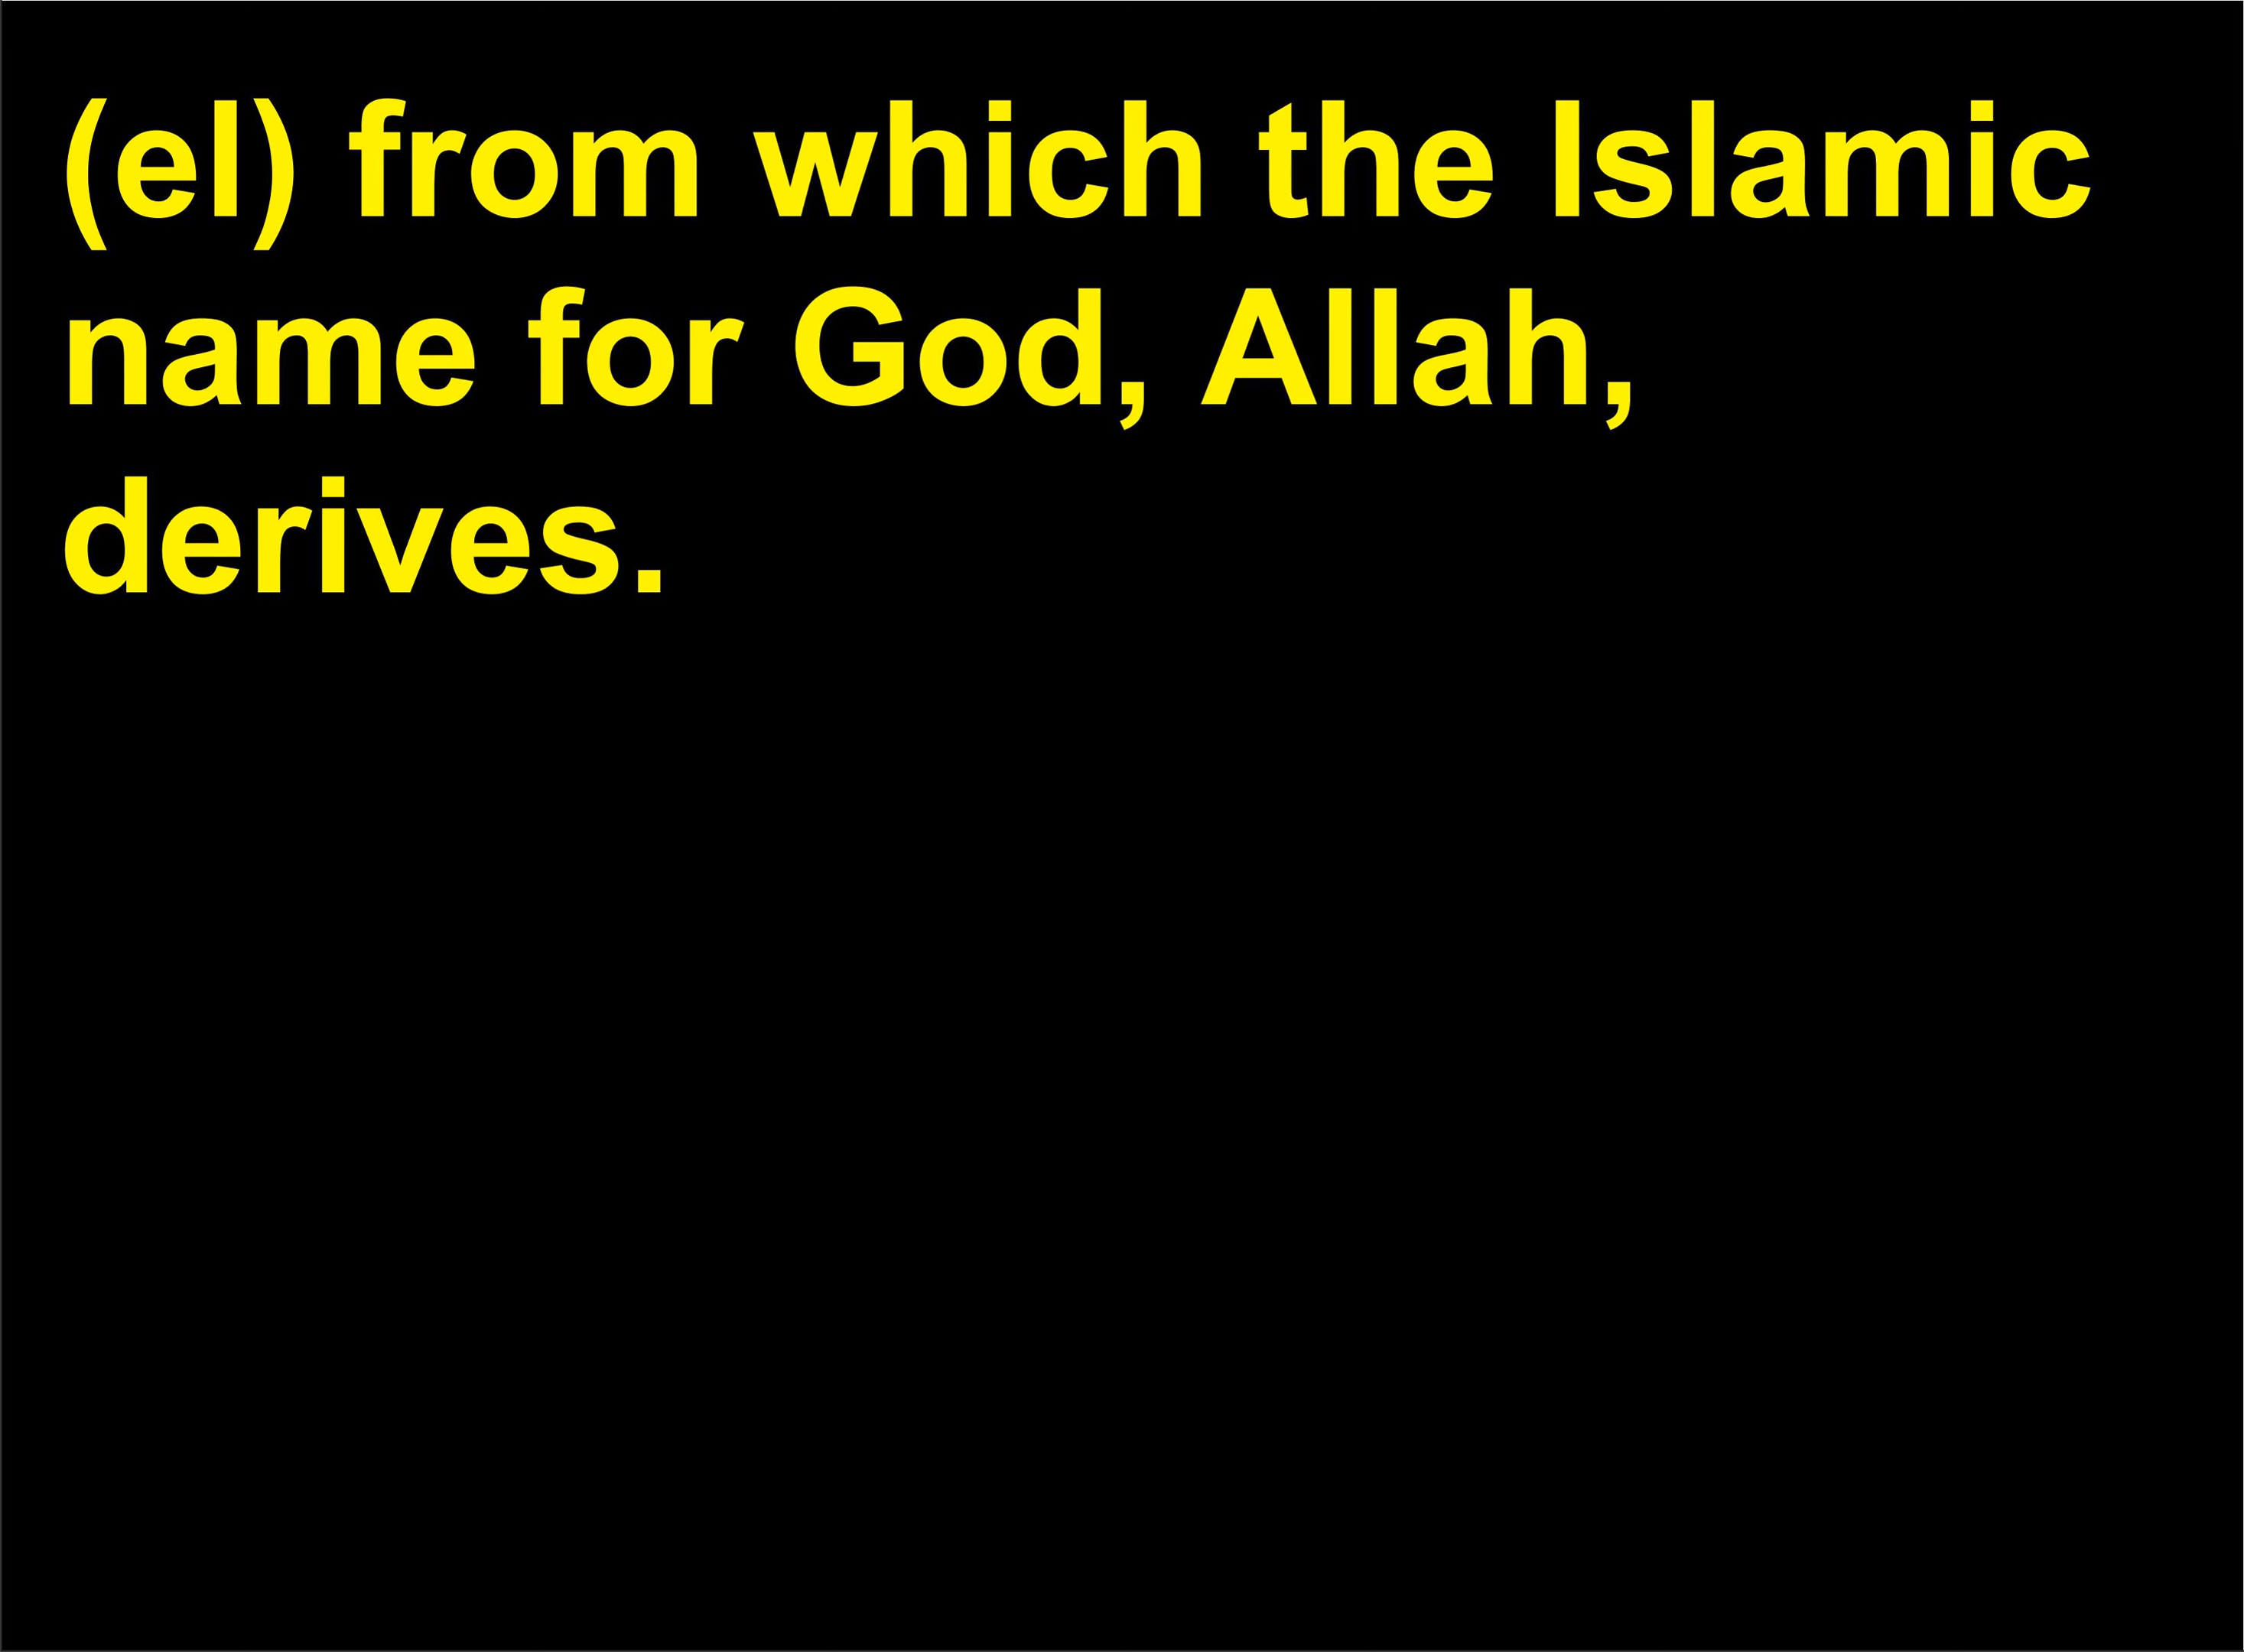 (el) from which the Islamic
name for God, Allah,
derives.